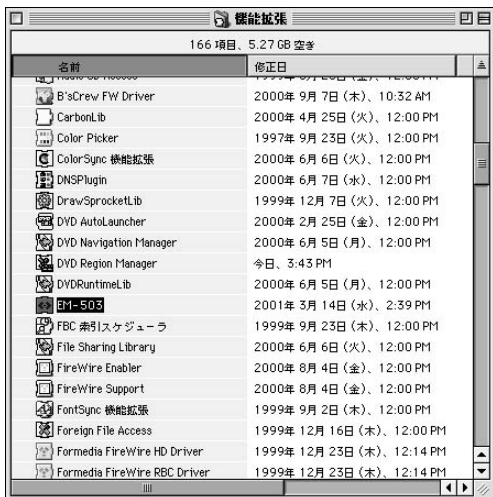 機能拡張
166 項目、5.27 GB 空き
名前 修正日
B'sCrew FW Driver 2000年 9月 7日 (木)、10:32 AM
CarbonLib 2000年 4月 25日 (火)、12:00 PM
Color Picker 1997年 9月 23日 (火)、12:00 PM
ColorSync 機能拡張 2000年 6月 6日 (火)、12:00 PM
DNSPlugin 2000年 6月 7日 (水)、12:00 PM
DrawSprocketLib 1999年 12月 7日 (火)、12:00 PM
DVD AutoLauncher 2000年 2月 25日 (金)、12:00 PM
DVD Navigation Manager 2000年 6月 5日 (月)、12:00 PM
DVD Region Manager 今日、3:43 PM
DVDRuntimeLib 2000年 6月 5日 (月)、12:00 PM
EM-503 2001年 3月 14日 (水)、2:39 PM
FBC 索引スケジューラ 1999年 9月 23日 (木)、12:00 PM
File Sharing Library 2000年 6月 6日 (火)、12:00 PM
FireWire Enabler 2000年 8月 4日 (金)、12:00 PM
FireWire Support 2000年 8月 4日 (金)、12:00 PM
FontSync 機能拡張 1999年 9月 2日 (木)、12:00 PM
Foreign File Access 1999年 12月 16日 (木)、12:00 PM
Formedia FireWire HD Driver 1999年 12月 23日 (木)、12:14 PM
Formedia FireWire RBC Driver 1999年 12月 23日 (木)、12:14 PM